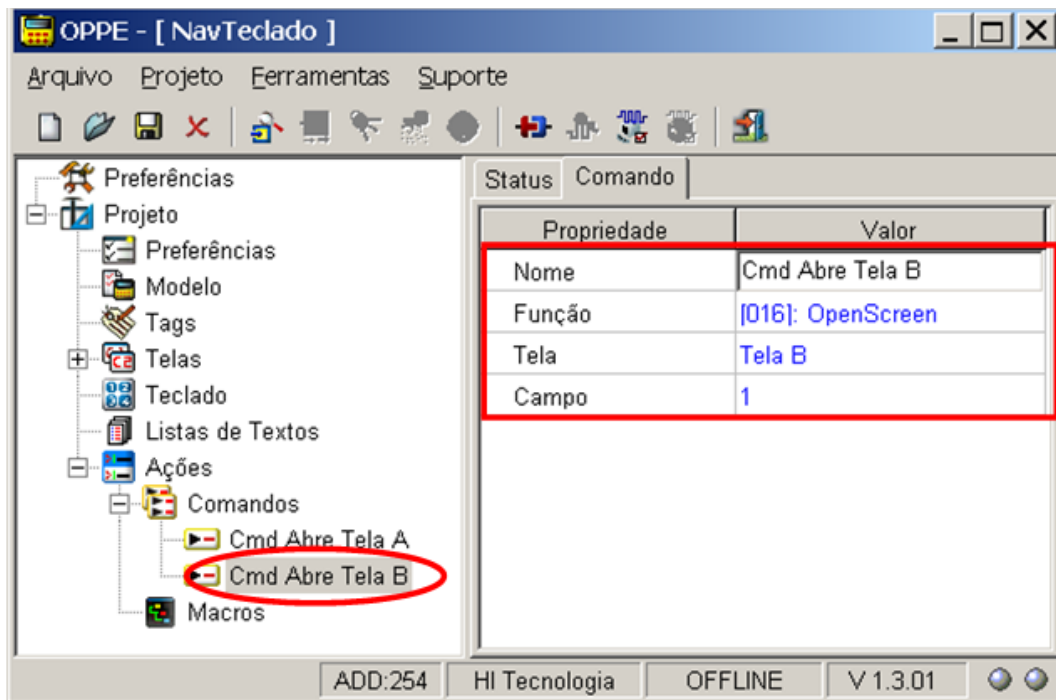 OPPE - [ NavTeclado ]
Arquivo Projeto Ferramentas Suporte
Preferências
Projeto
Preferências
Modelo
Tags
Telas
Teclado
Listas de Textos
Ações
Comandos
Cmd Abre Tela A
Cmd Abre Tela B
Macros
Status Comando
Propriedade Valor
Nome Cmd Abre Tela B
Função [016]: OpenScreen
Tela Tela B
Campo 1
ADD:254 HI Tecnologia OFFLINE V 1.3.01